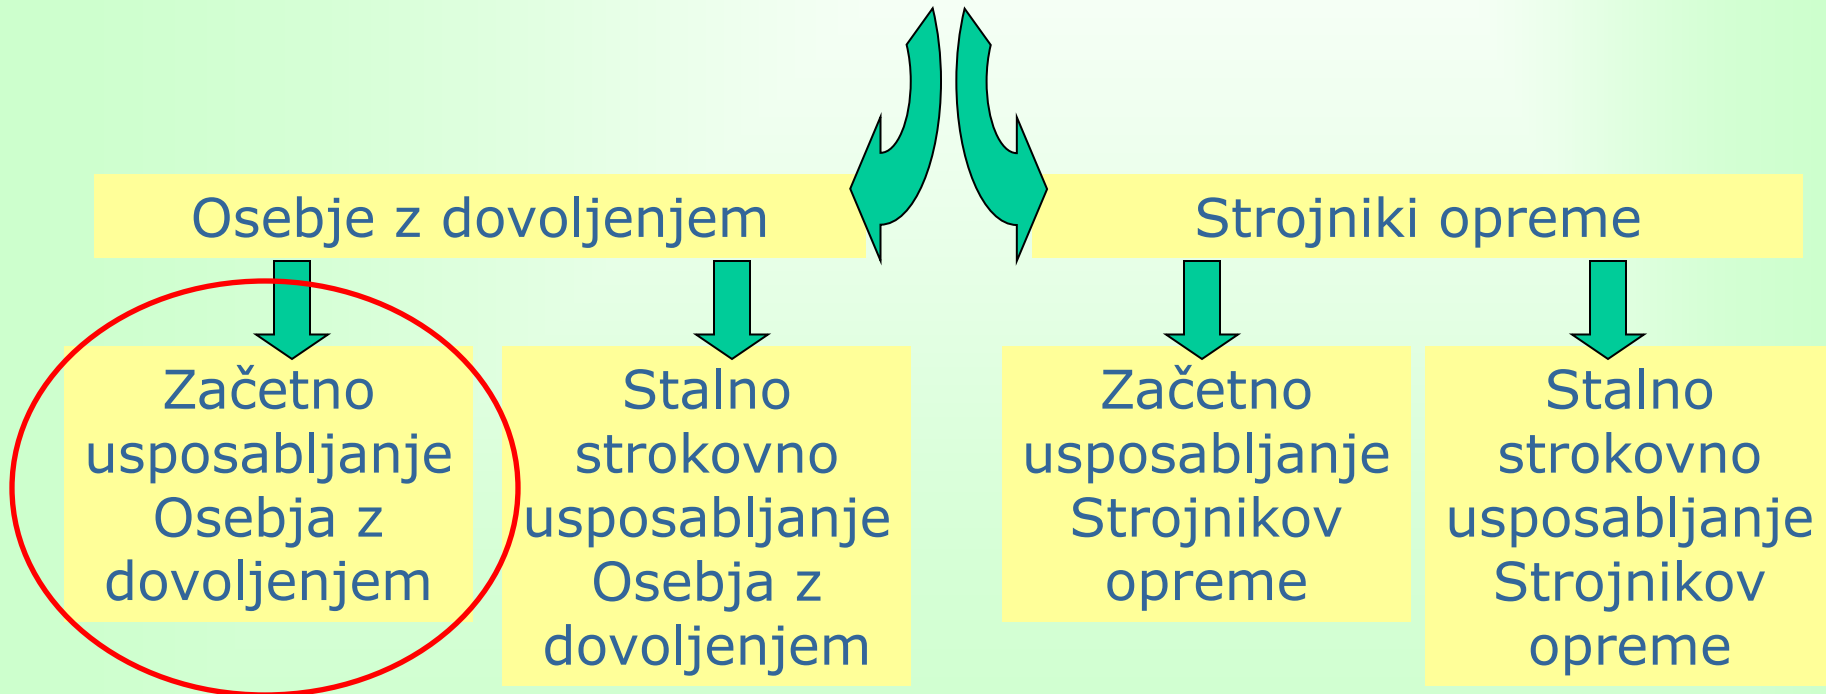 Osebje z dovoljenjem
Strojniki opreme
Začetno
usposabljanje
Osebja z
dovoljenjem
Stalno
strokovno
usposabljanje
Osebja z
dovoljenjem
Začetno
usposabljanje
Strojnikov
opreme
Stalno
strokovno
usposabljanje
Strojnikov
opreme